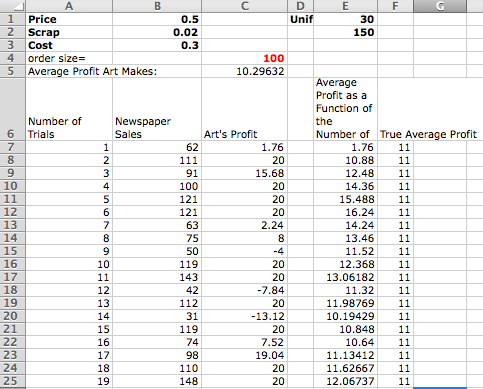 A B C D E F G
1 Price 0.5 Unif 30
2 Scrap 0.02 150
3 Cost 0.3
4 order size= 100
5 Average Profit Art Makes: 10.29632
Average
Profit as a
Function of
the
Number of Newspaper
6 Trials Sales Art's Profit Number of True Average Profit
7 1 62 1.76 1.76 11
8 2 111 20 10.88 11
9 3 91 15.68 12.48 11
10 4 100 20 14.36 11
11 5 121 20 15.488 11
12 6 121 20 16.24 11
13 7 63 2.24 14.24 11
14 8 75 8 13.46 11
15 9 50 -4 11.52 11
16 10 119 20 12.368 11
17 11 143 20 13.06182 11
18 12 42 -7.84 11.32 11
19 13 112 20 11.98769 11
20 14 31 -13.12 10.19429 11
21 15 119 20 10.848 11
22 16 74 7.52 10.64 11
23 17 98 19.04 11.13412 11
24 18 110 20 11.62667 11
25 19 148 20 12.06737 11